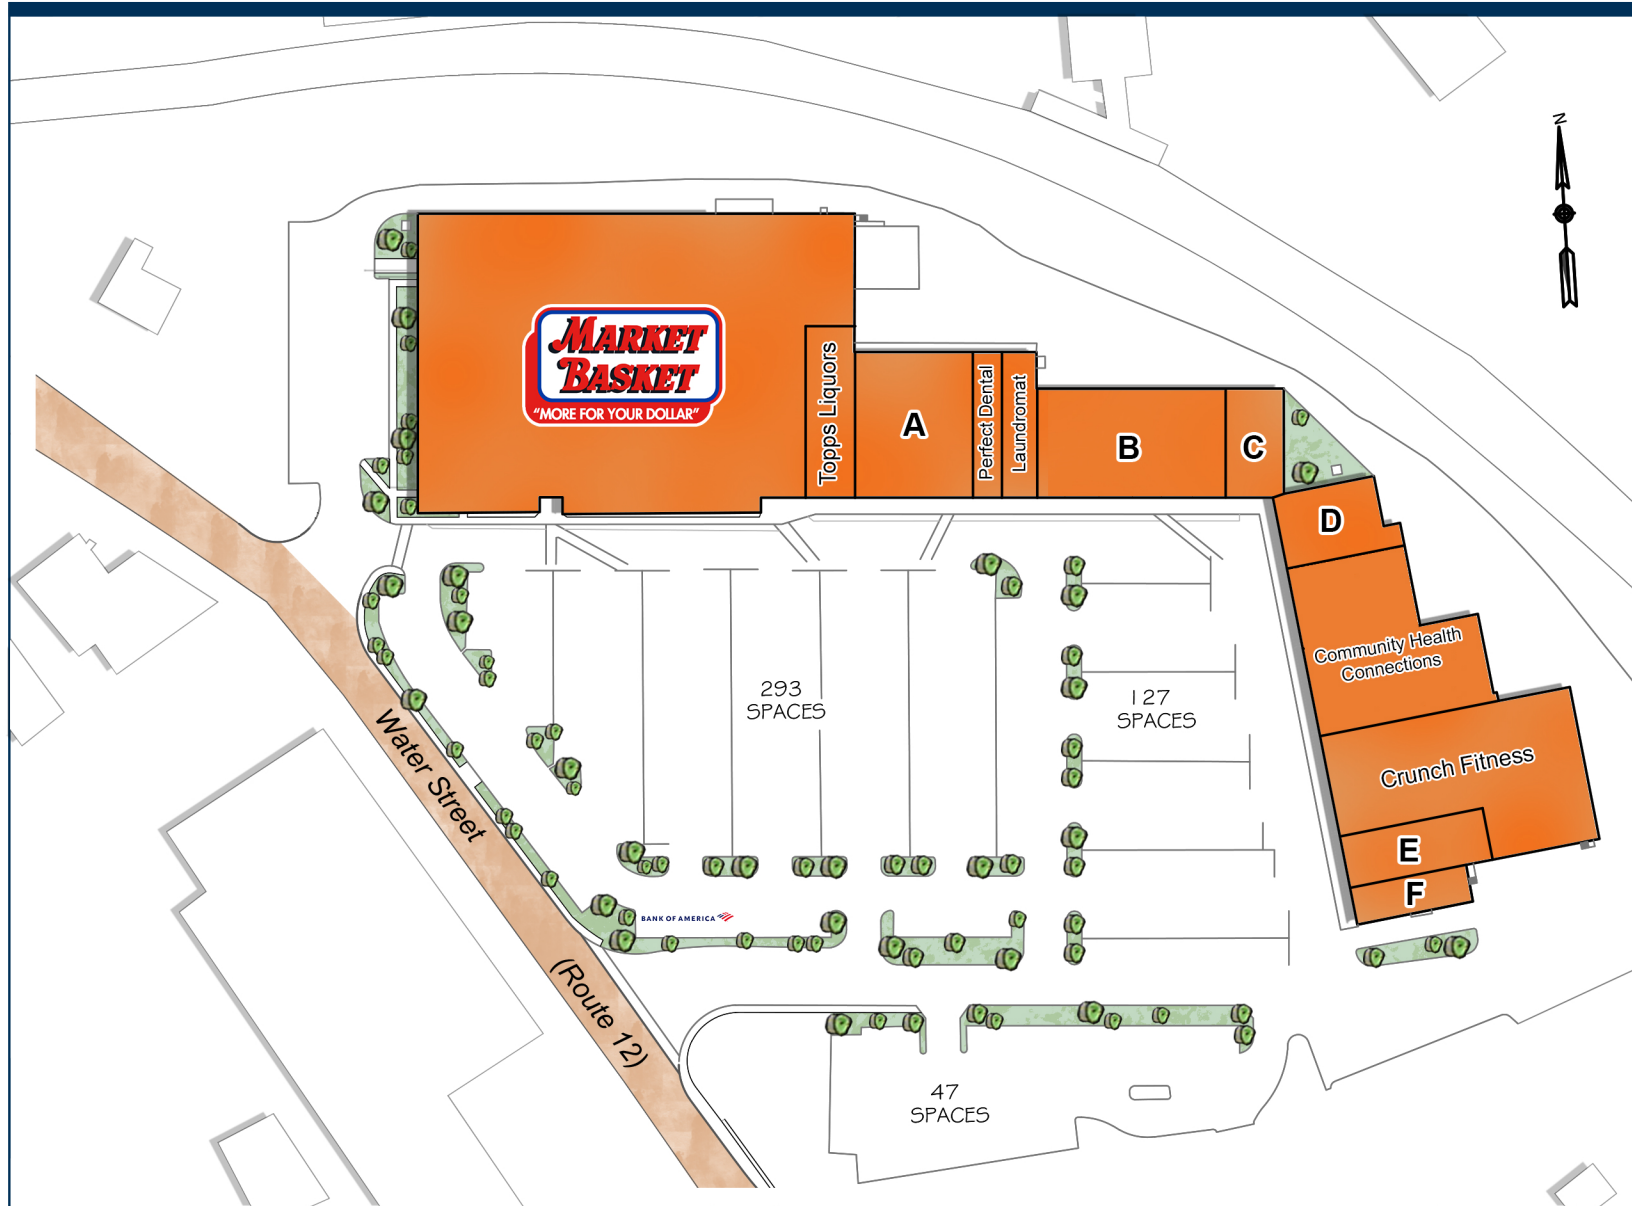 N
MARKET
BASKET
"MORE FOR YOUR DOLLAR"
Topps Liquors
A
Perfect Dental
Laundromat
B
C
D
Community Health
Connections
Crunch Fitness
E
F
293
SPACES
127
SPACES
Water Street
(Route 12)
BANK OF AMERICA
47
SPACES